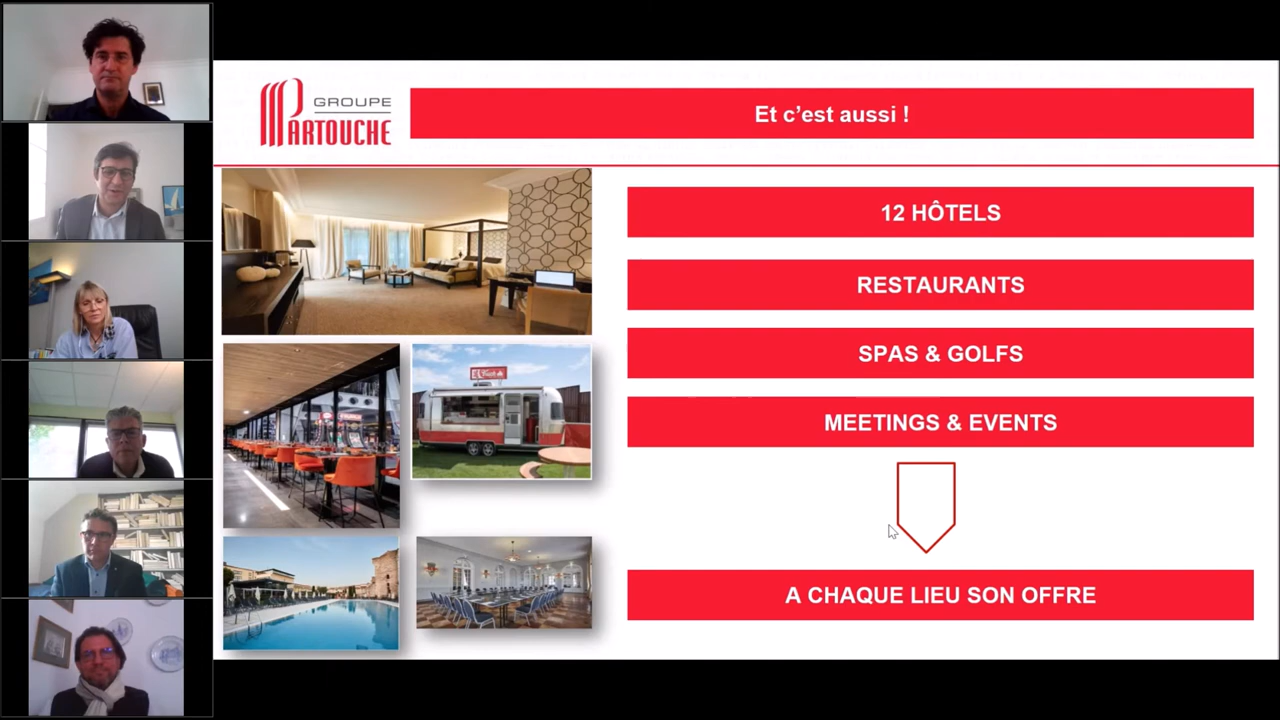 GROUPE
PARTOUCHE
Et c’est aussi !
12 HÔTELS
RESTAURANTS
SPAS & GOLFS
MEETINGS & EVENTS
A CHAQUE LIEU SON OFFRE